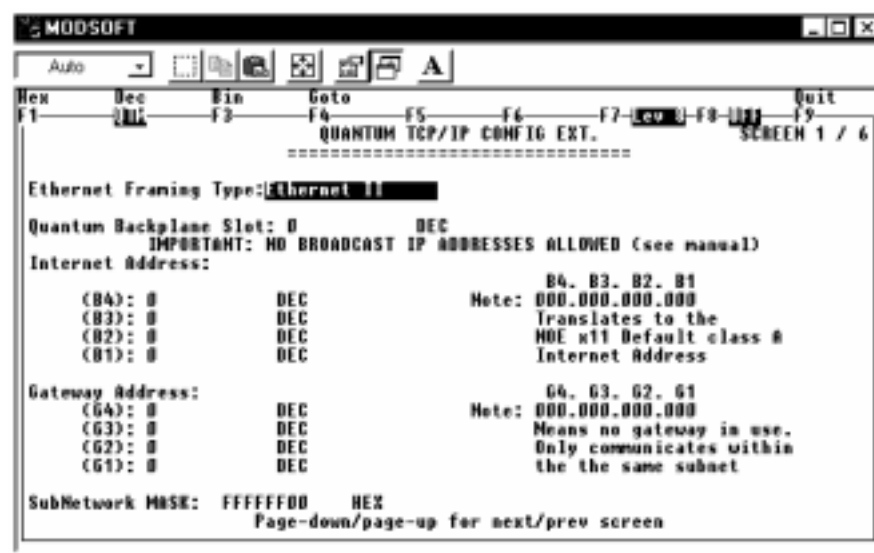 MODSOFT
Auto
A
Hex Dec Bin Goto Quit
F1 F3 F4 F5 F6 F7 Lev 8 F8 OFF F9
QUANTUM TCP/IP CONFIG EXT. SCREEN 1 / 6
===============================
Ethernet Framing Type: Ethernet II
Quantum Backplane Slot: 0 DEC
IMPORTANT: NO BROADCAST IP ADDRESSES ALLOWED (see manual)
Internet Address:
B4. B3. B2. B1
(B4): 0 DEC Note: 000.000.000.000
(B3): 0 DEC Translates to the
(B2): 0 DEC NOE x11 Default class A
(B1): 0 DEC Internet Address
Gateway Address: G4. G3. G2. G1
(G4): 0 DEC Note: 000.000.000.000
(G3): 0 DEC Means no gateway in use.
(G2): 0 DEC Only communicates within
(G1): 0 DEC the the same subnet
SubNetwork MASK: FFFFFF00 HEX
Page-down/page-up for next/prev screen